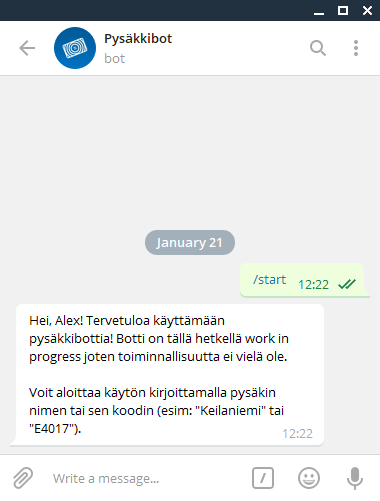 Pysäkkibot
bot
January 21
/start 12:22
Hei, Alex! Tervetuloa käyttämään
pysäkkibottia! Botti on tällä hetkellä work in
progress joten toiminnallisuutta ei vielä ole.
Voit aloittaa käytön kirjoittamalla pysäkin
nimen tai sen koodin (esim: "Keilaniemi" tai
"E4017").
12:22
Write a message...